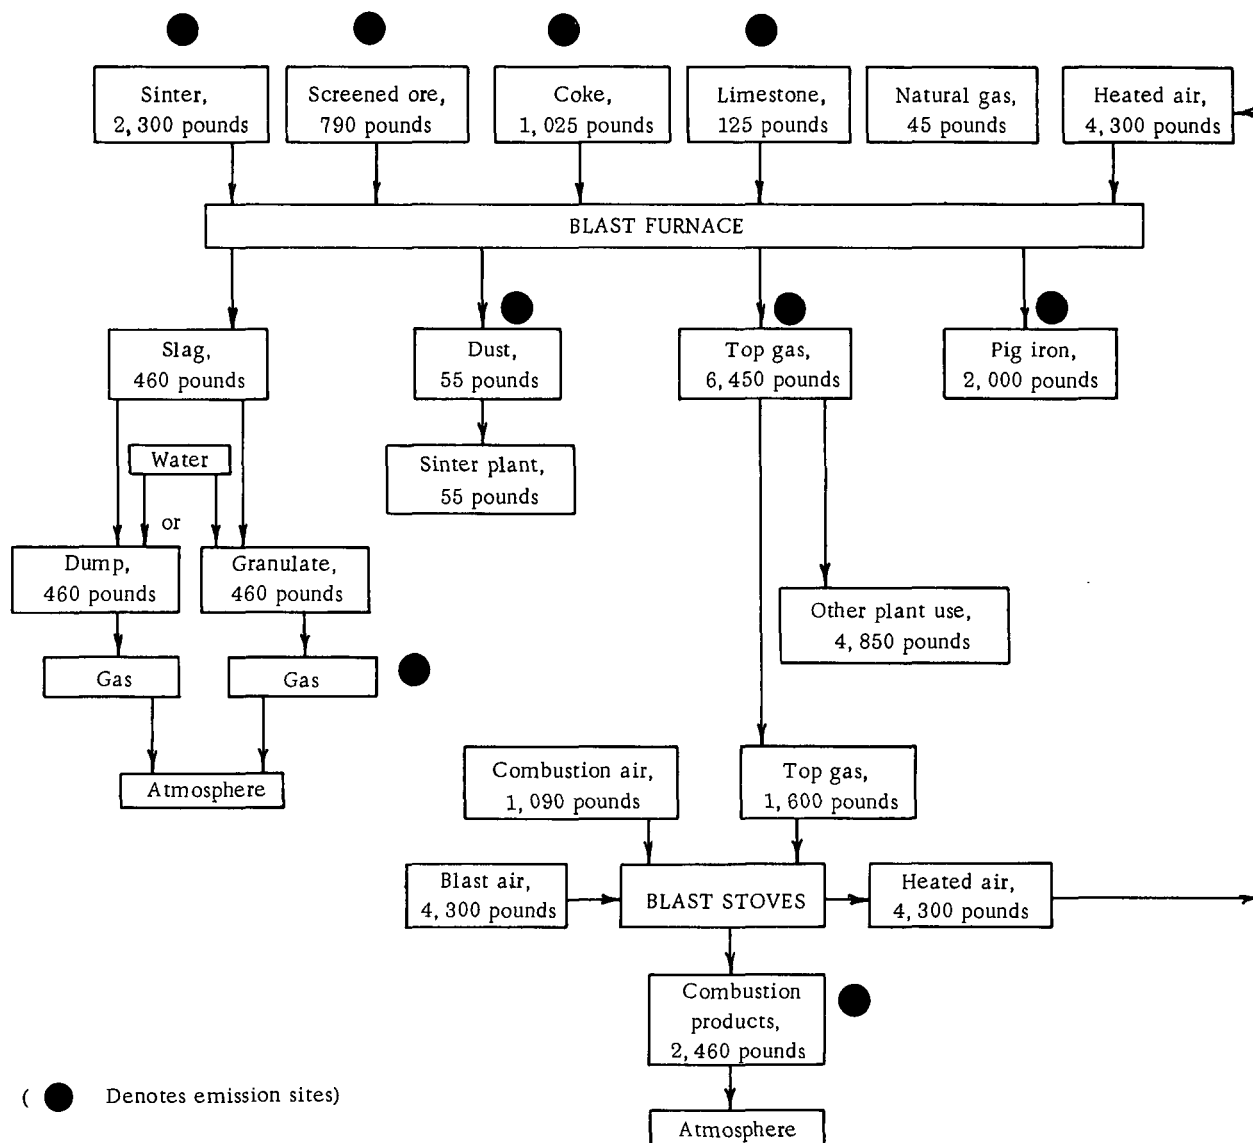 Sinter,
2, 300 pounds
Screened ore,
790 pounds
Coke,
1, 025 pounds
Limestone,
125 pounds
Natural gas,
45 pounds
Heated air,
4, 300 pounds
BLAST FURNACE
Slag,
460 pounds
Dust,
55 pounds
Top gas,
6, 450 pounds
Pig iron,
2, 000 pounds
Water
Sinter plant,
55 pounds
or
Dump,
460 pounds
Granulate,
460 pounds
Other plant use,
4, 850 pounds
Gas
Gas
Atmosphere
Combustion air,
1, 090 pounds
Top gas,
1, 600 pounds
Blast air,
4, 300 pounds
BLAST STOVES
Heated air,
4, 300 pounds
Combustion
products,
2, 460 pounds
( Denotes emission sites)
Atmosphere